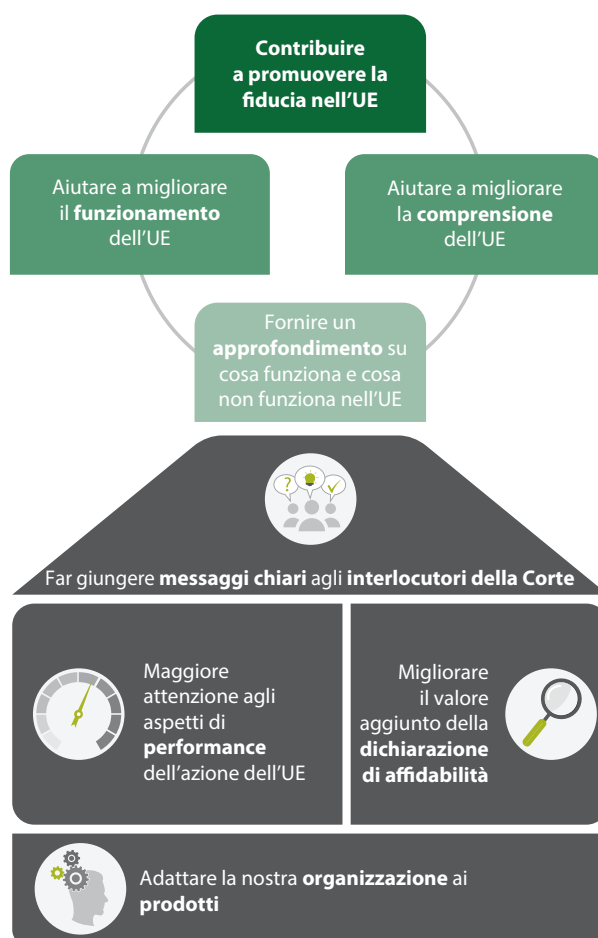 Contribuire
a promuovere la
fiducia nell’UE
Aiutare a migliorare
il funzionamento
dell’UE
Aiutare a migliorare
la comprensione
dell’UE
Fornire un
approfondimento su
cosa funziona e cosa
non funziona nell’UE
?
Far giungere messaggi chiari agli interlocutori della Corte
Maggiore
attenzione agli
aspetti di
performance
dell’azione dell’UE
Migliorare
il valore
aggiunto della
dichiarazione
di affidabilità
Adattare la nostra organizzazione ai
prodotti